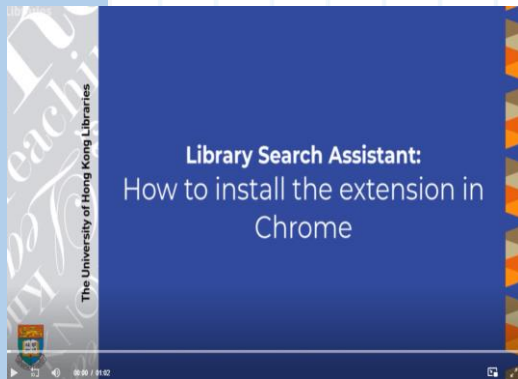 Libraries
The University of Hong Kong Libraries
Library Search Assistant:
How to install the extension in
Chrome
00:00 / 01:02